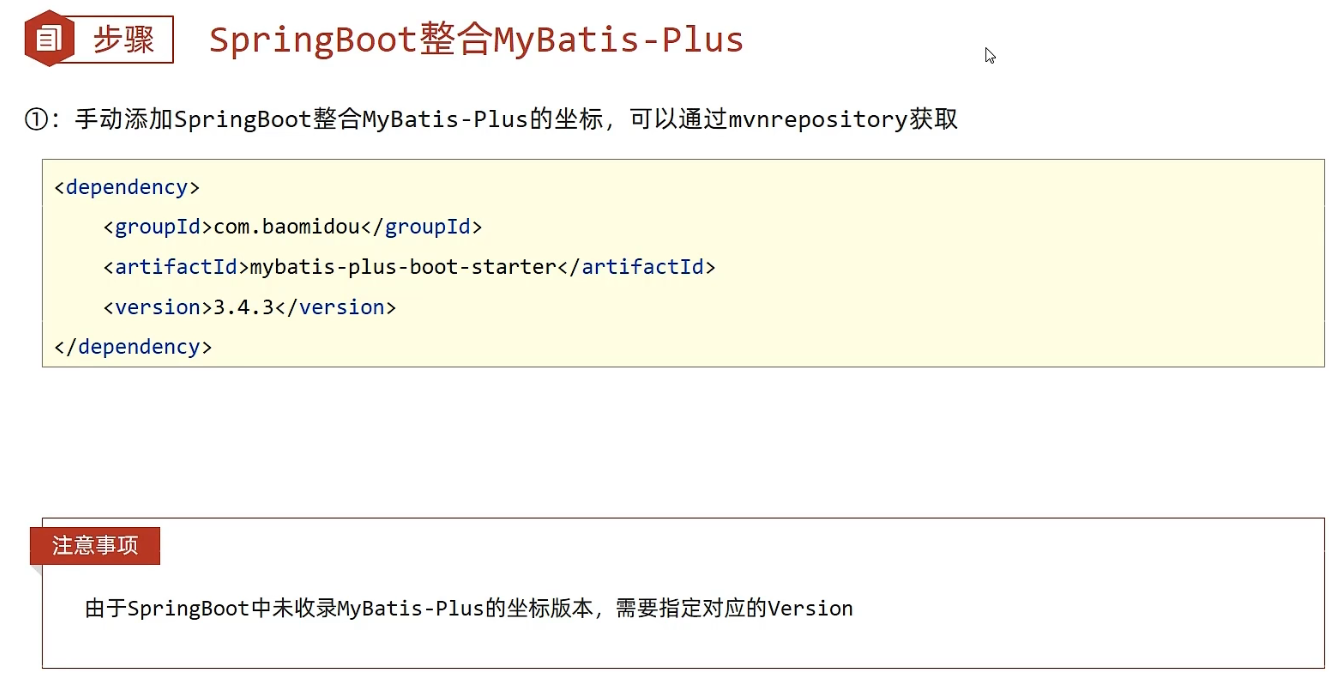 步骤
SpringBoot整合MyBatis-Plus
①：手动添加SpringBoot整合MyBatis-Plus的坐标，可以通过mvnrepository获取
<dependency>
    <groupId>com.baomidou</groupId>
    <artifactId>mybatis-plus-boot-starter</artifactId>
    <version>3.4.3</version>
</dependency>
注意事项
由于SpringBoot中未收录MyBatis-Plus的坐标版本，需要指定对应的Version